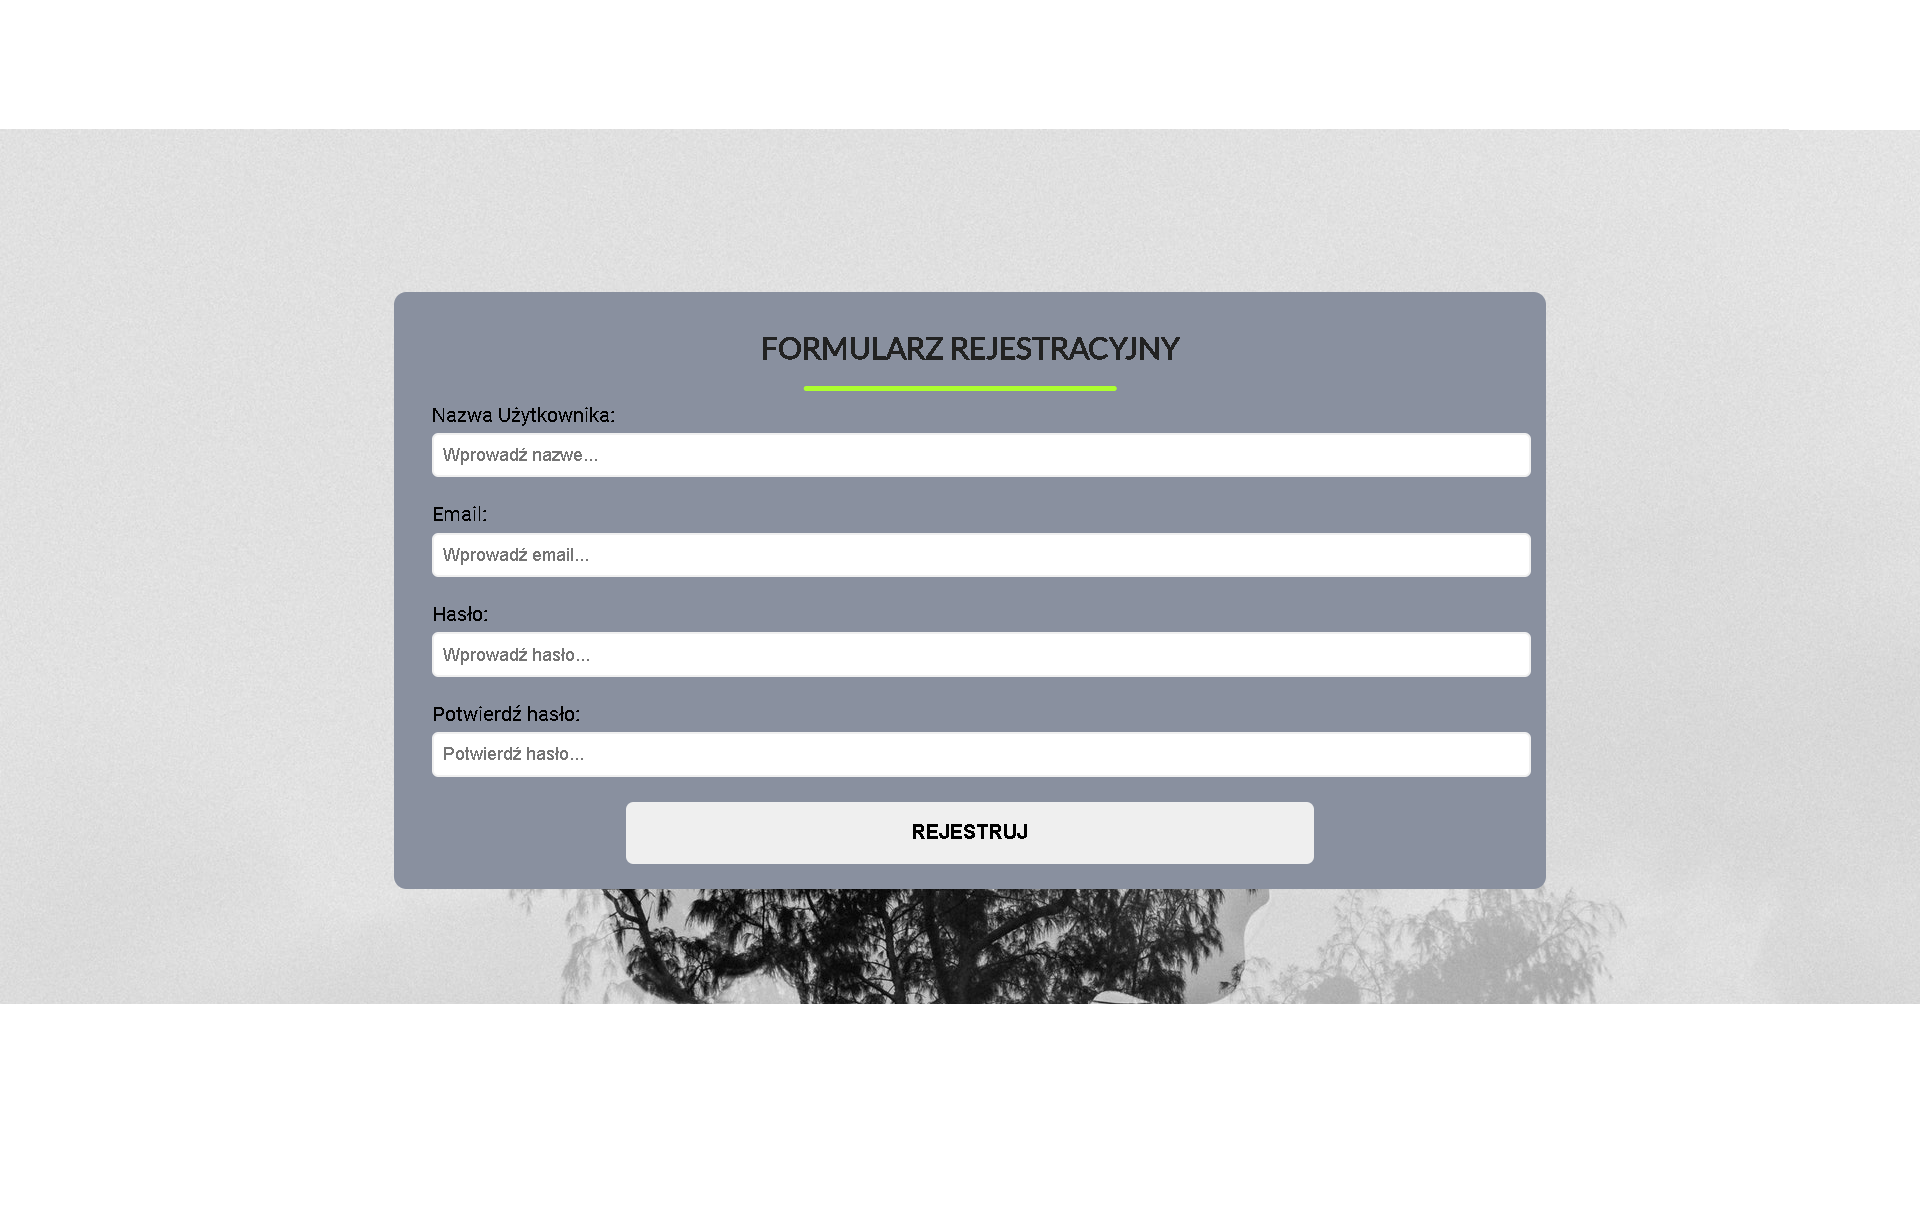 FORMULARZ REJESTRACYJNY
Nazwa Użytkownika:
Wprowadź nazwe...
Email:
Wprowadź email...
Hasło:
Wprowadź hasło...
Potwierdź hasło:
Potwierdź hasło...
REJESTRUJ